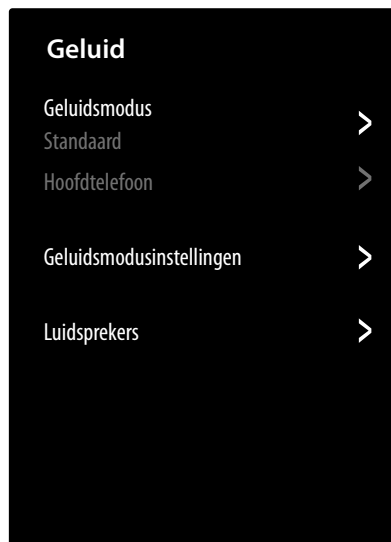 Geluid
Geluidsmodus
Standaard
Hoofdtelefoon
Geluidsmodusinstellingen
Luidsprekers